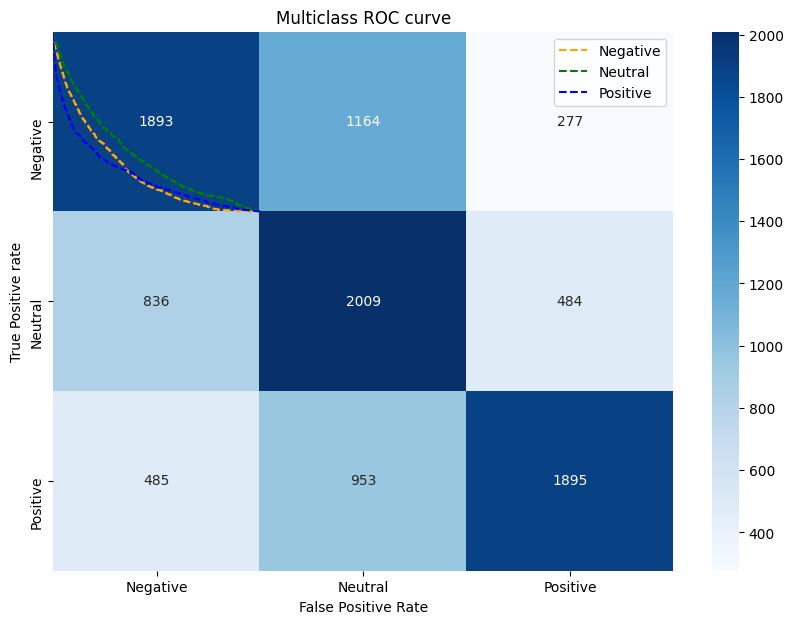 Multiclass ROC curve
Negative
Neutral
Positive
True Positive rate
Negative
Neutral
Positive
1893 1164 277
836 2009 484
485 953 1895
Negative Neutral Positive
False Positive Rate
2000
1800
1600
1400
1200
1000
800
600
400